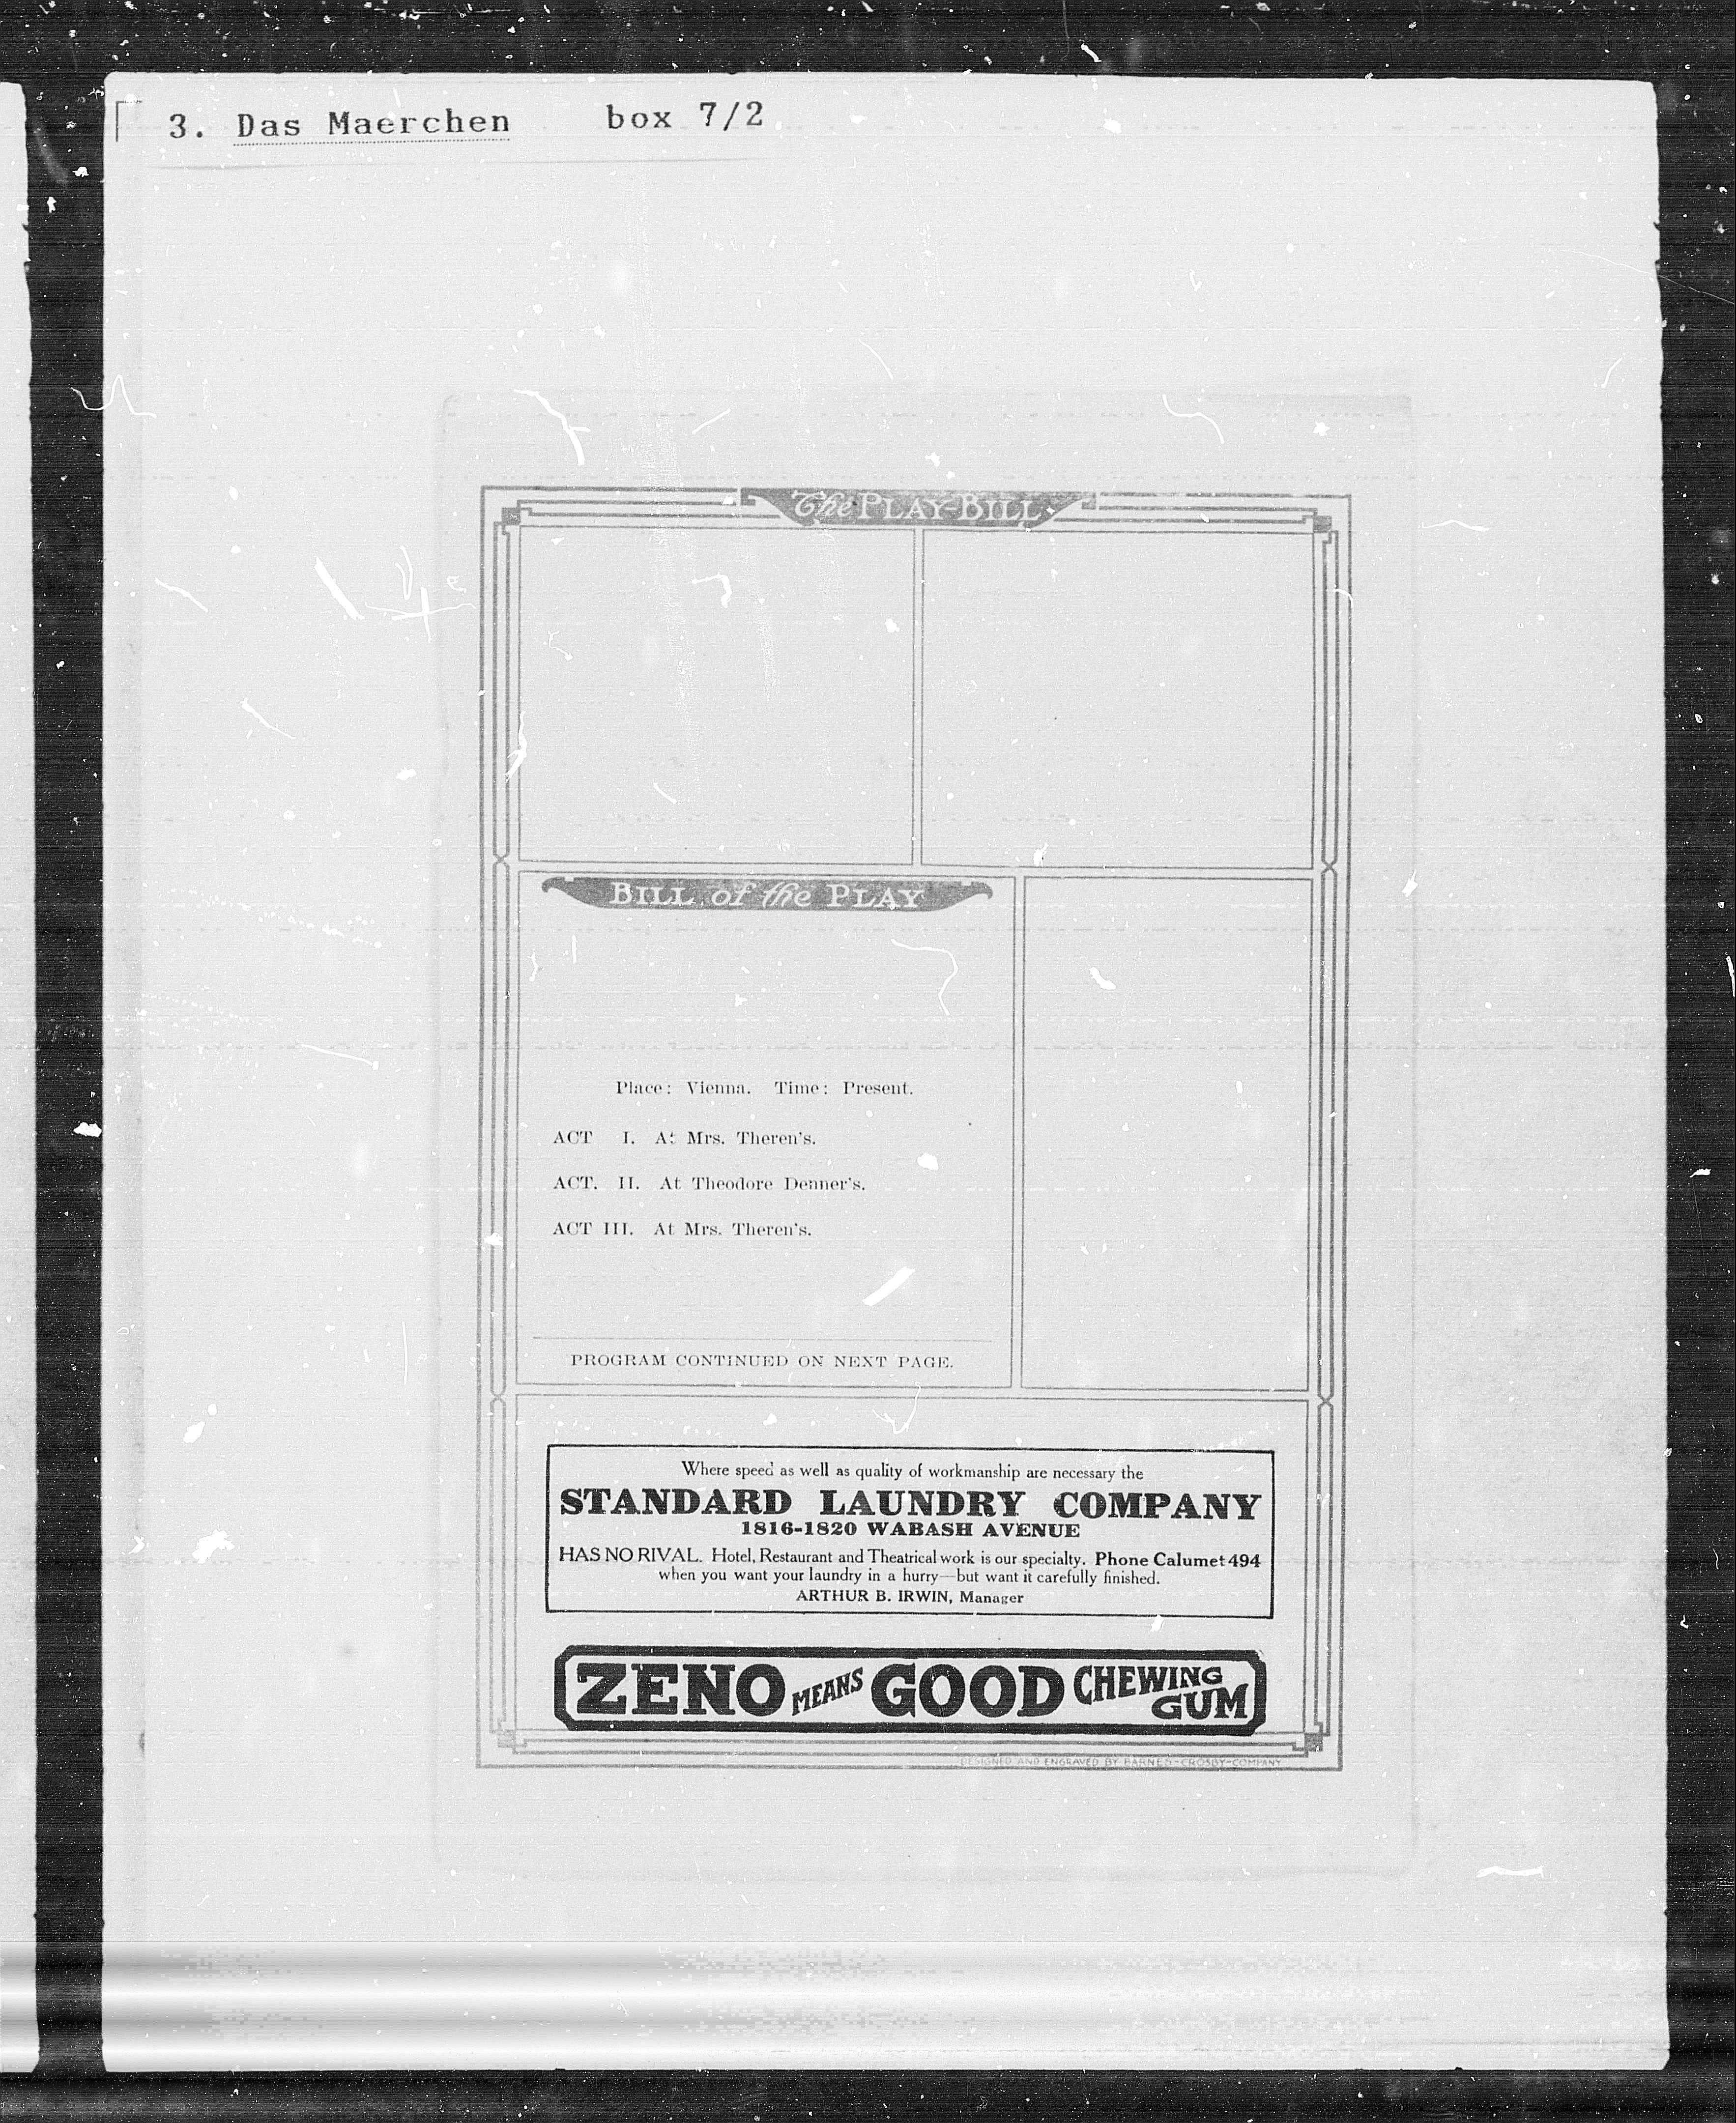 3. Das Maerchen box 7/2
The PLAY-BILL
BILL of the PLAY
Place: Vienna. Time: Present.
ACT I. At Mrs. Theren's.
ACT. II. At Theodore Denner's.
ACT III. At Mrs. Theren's.
PROGRAM CONTINUED ON NEXT PAGE.
Where speed as well as quality of workmanship are necessary the
STANDARD LAUNDRY COMPANY
1816-1820 WABASH AVENUE
HAS NO RIVAL. Hotel, Restaurant and Theatrical work is our specialty. Phone Calumet 494
when you want your laundry in a hurry—but want it carefully finished.
ARTHUR B. IRWIN, Manager
ZENO MEANS GOOD CHEWING GUM
DESIGNED AND ENGRAVED BY BARNES-CROSBY-COMPANY